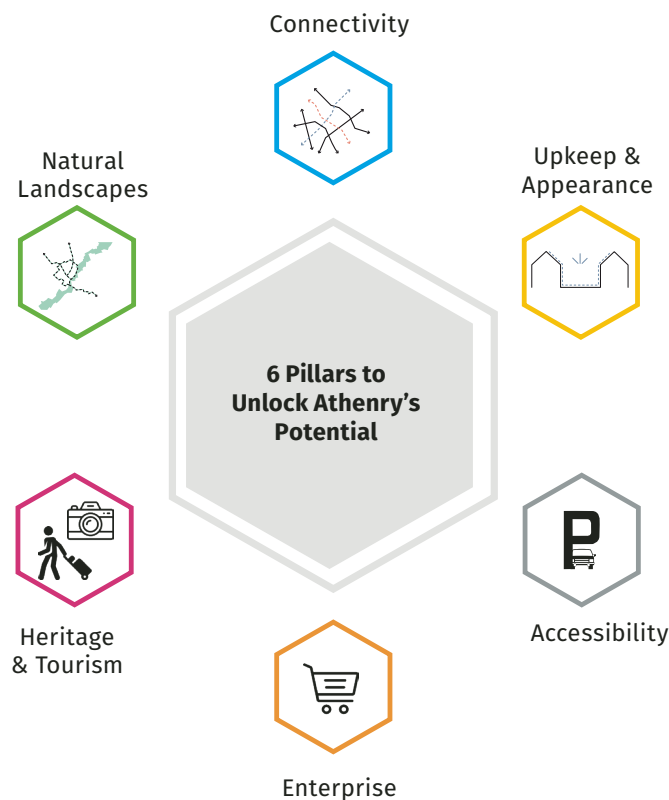 Connectivity
Natural
Landscapes
Upkeep &
Appearance
6 Pillars to
Unlock Athenry’s
Potential
P
Heritage
& Tourism
Accessibility
Enterprise